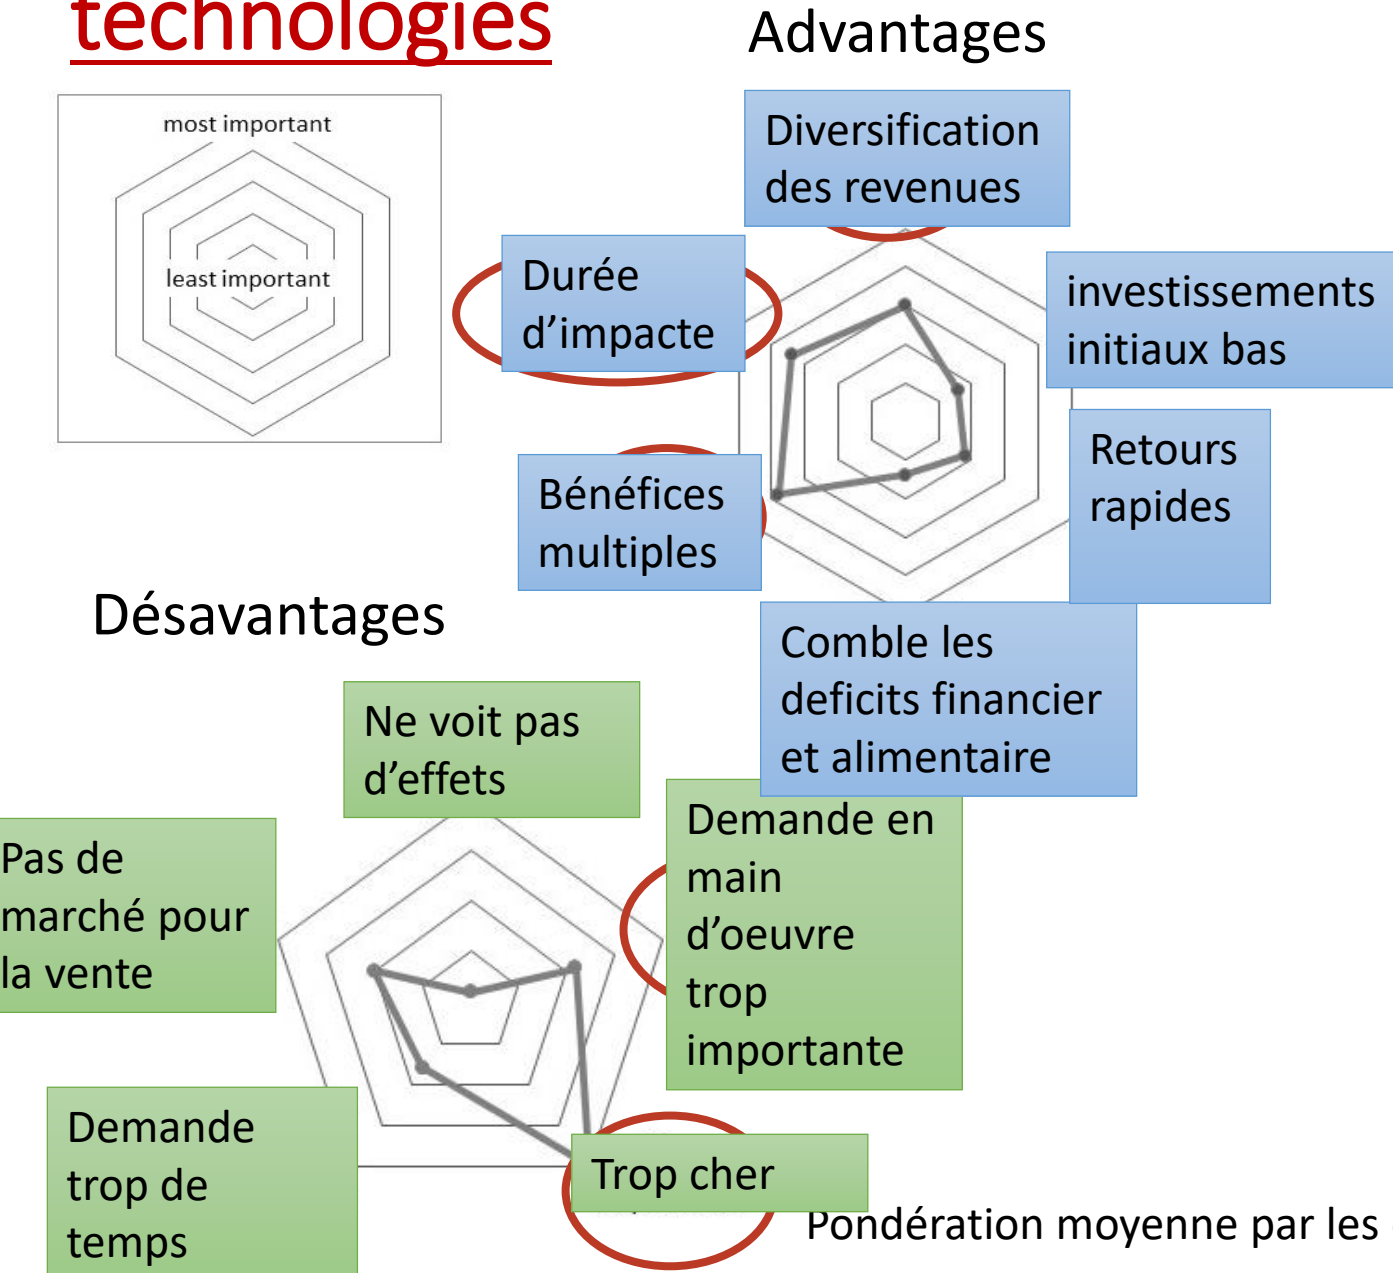 technologies
Advantages
most important
least important
Diversification
des revenues
Durée
d'impacte
investissements
initiaux bas
Retours
rapides
Bénéfices
multiples
Comble les
deficits financier
et alimentaire
Désavantages
Ne voit pas
d'effets
Pas de
marché pour
la vente
Demande en
main
d'oeuvre
trop
importante
Demande
trop de
temps
Trop cher
Pondération moyenne par les